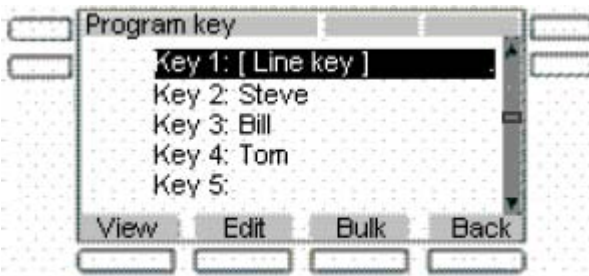 Program key
Key 1: [ Line key ]
Key 2: Steve
Key 3: Bill
Key 4: Tom
Key 5:
View Edit Bulk Back